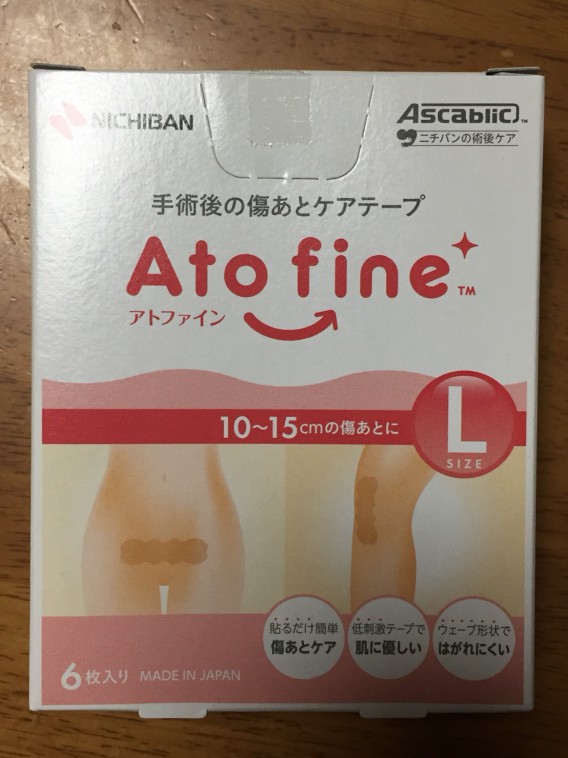 NICHIBAN
Ascablic™
ニチバンの術後ケア
手術後の傷あとケアテープ
Ato fine™
アトファイン
10〜15cmの傷あとに
L
SIZE
貼るだけ簡単
傷あとケア
低刺激テープで
肌に優しい
ウェーブ形状で
はがれにくい
6枚入り MADE IN JAPAN